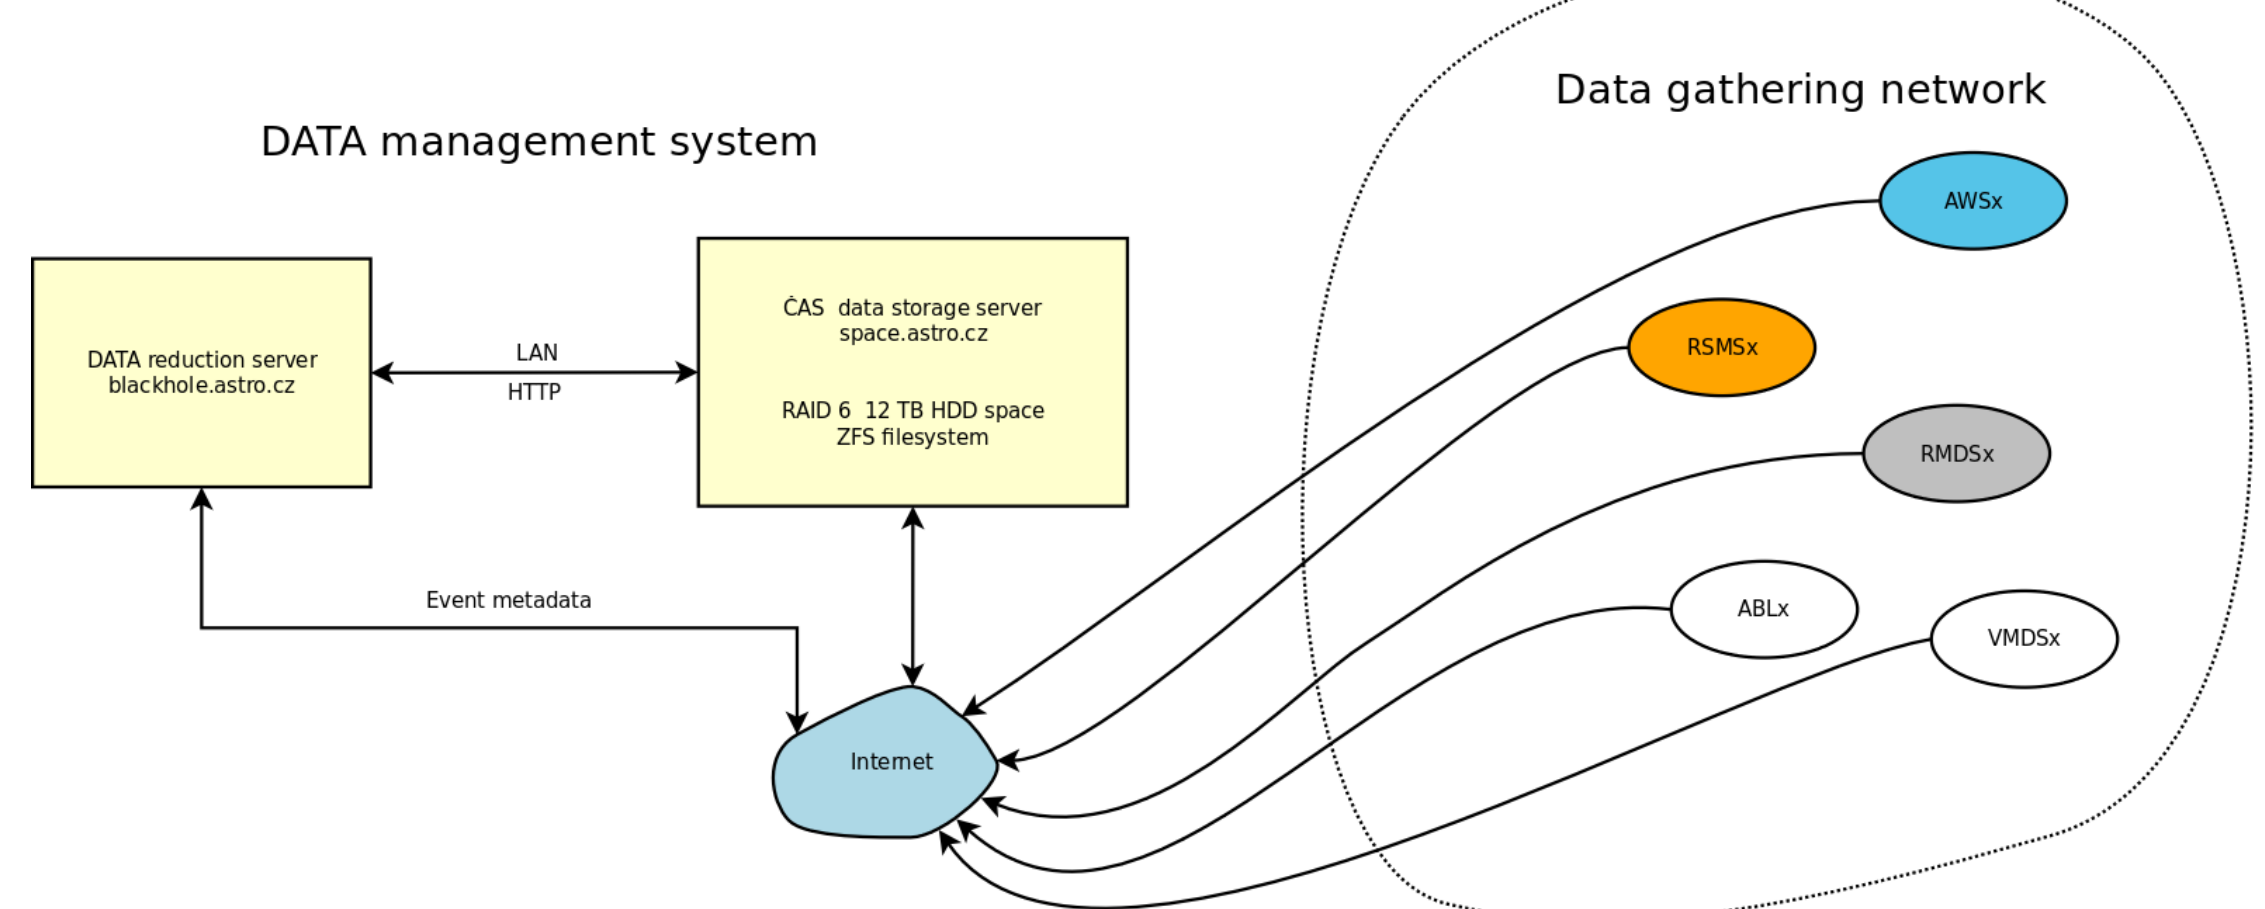 Data gathering network
DATA management system
AWSx
ČAS data storage server
space.astro.cz
RSMSx
DATA reduction server
blackhole.astro.cz
LAN
HTTP
RAID 6 12 TB HDD space
ZFS filesystem
RMDSx
Event metadata
ABLx
VMDSx
Internet